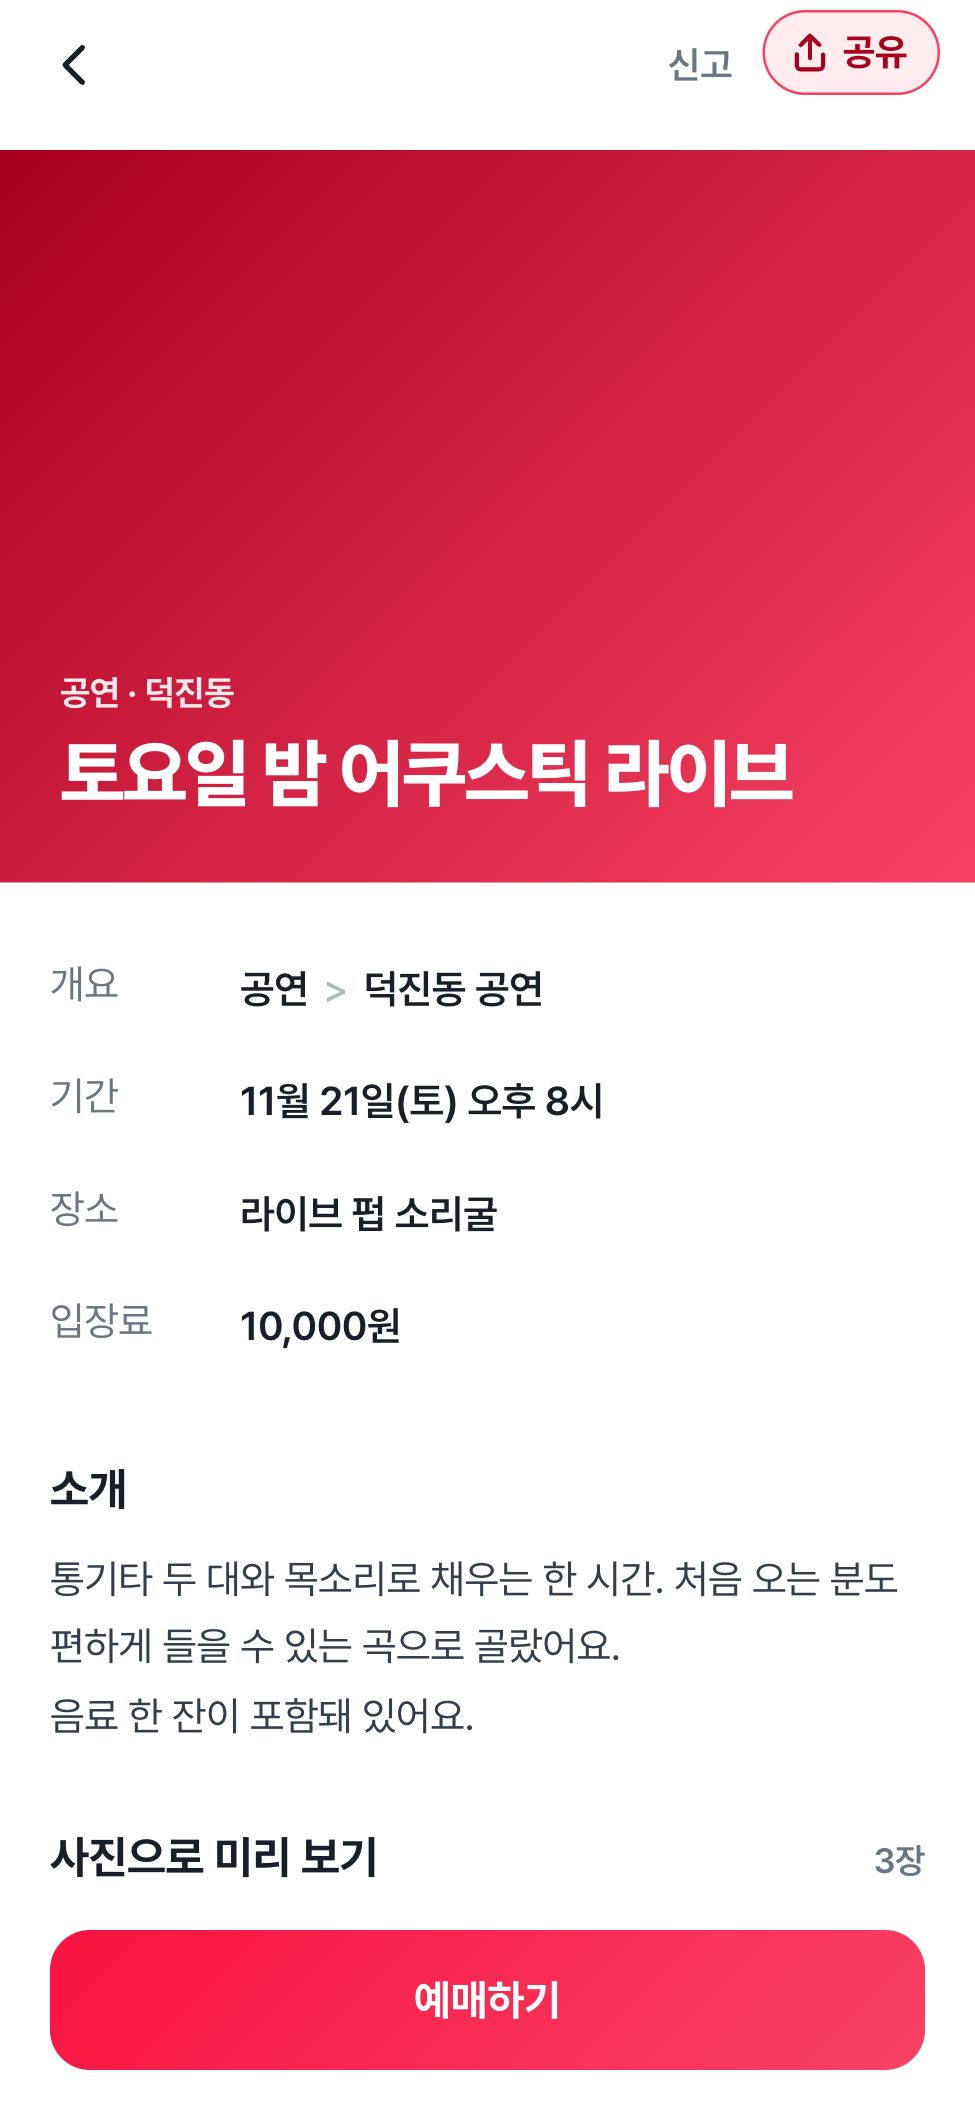 신고
공유
공연 · 덕진동
토요일 밤 어쿠스틱 라이브
개요 공연 > 덕진동 공연
기간 11월 21일(토) 오후 8시
장소 라이브 펍 소리굴
입장료 10,000원
소개
통기타 두 대와 목소리로 채우는 한 시간. 처음 오는 분도
편하게 들을 수 있는 곡으로 골랐어요.
음료 한 잔이 포함돼 있어요.
사진으로 미리 보기 3장
예매하기